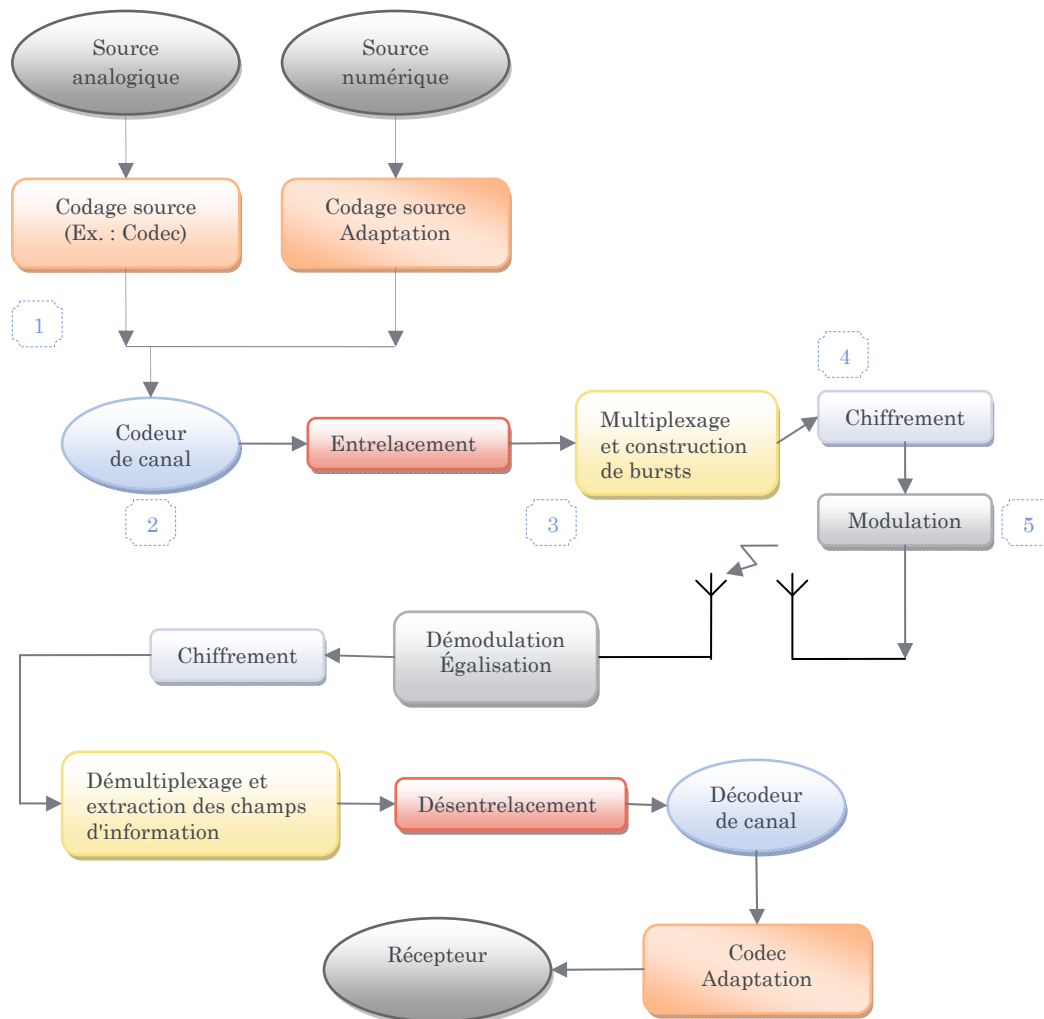 Source
analogique
Source
numérique
Codage source
(Ex. : Codec)
Codage source
Adaptation
1
4
Codeur
de canal
Entrelacement
Multiplexage
et construction
de bursts
Chiffrement
2
3
Modulation
5
Chiffrement
Démodulation
Égalisation
Démultiplexage et
extraction des champs
d'information
Désentrelacement
Décodeur
de canal
Récepteur
Codec
Adaptation